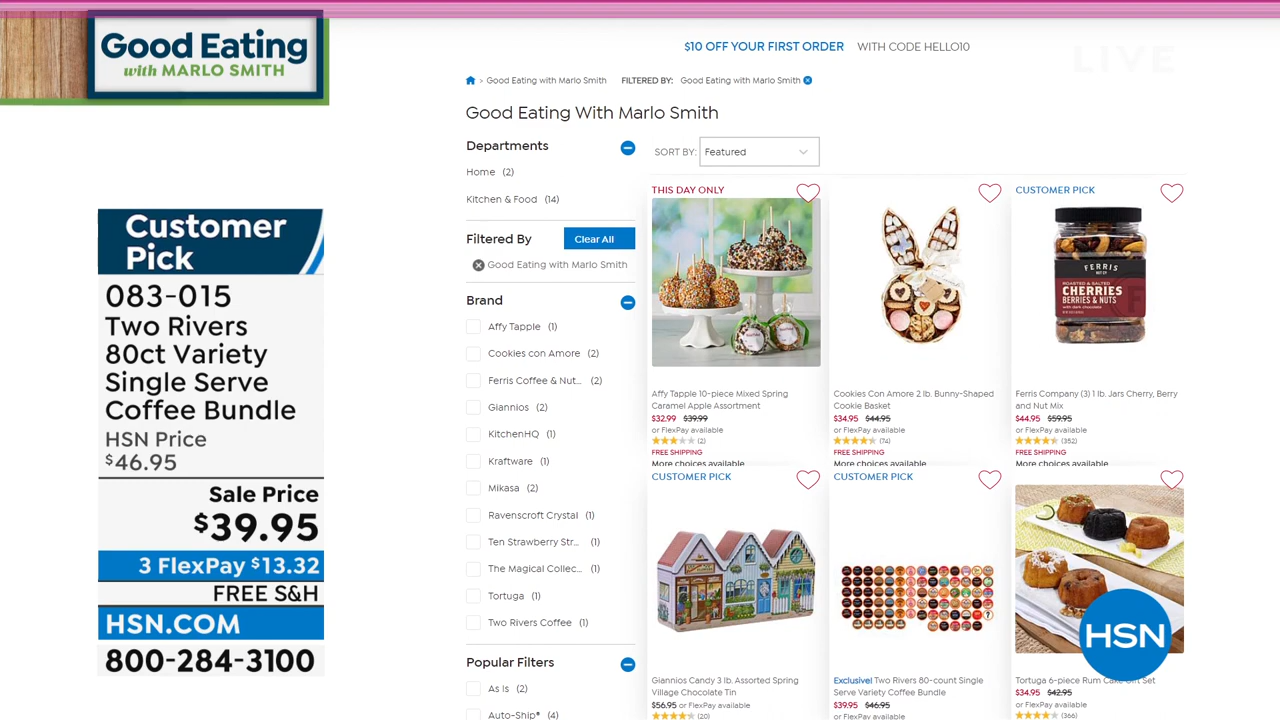 Good Eating
with MARLO SMITH
$10 OFF YOUR FIRST ORDER WITH CODE HELLO10
LIVE
> Good Eating with Marlo Smith FILTERED BY: Good Eating with Marlo Smith
Good Eating With Marlo Smith
Departments
SORT BY: Featured
Home (2)
Kitchen & Food (14)
Filtered By Clear All
Good Eating with Marlo Smith
Brand
Affy Tapple (1)
Cookies con Amore (2)
Ferris Coffee & Nut... (2)
Giannios (2)
KitchenHQ (1)
Kraftware (1)
Mikasa (2)
Ravenscroft Crystal (1)
Ten Strawberry Str... (1)
The Magical Collec... (1)
Tortuga (1)
Two Rivers Coffee (1)
Popular Filters
As Is (2)
Auto-Ship® (4)
THIS DAY ONLY
Affy Tapple 10-piece Mixed Spring
Caramel Apple Assortment
$32.99 $39.99
or FlexPay available
(2)
FREE SHIPPING
More choices available
Cookies Con Amore 2 lb. Bunny-Shaped
Cookie Basket
$34.95 $44.95
or FlexPay available
(74)
FREE SHIPPING
More choices available
CUSTOMER PICK
FERRIS
NUT CO
ROASTED & SALTED
CHERRIES
BERRIES & NUTS
with dark chocolate
Ferris Company (3) 1 lb. Jars Cherry, Berry
and Nut Mix
$44.95 $59.95
or FlexPay available
(352)
FREE SHIPPING
More choices available
CUSTOMER PICK
Giannios Candy 3 lb. Assorted Spring
Village Chocolate Tin
$56.95 or FlexPay available
(20)
CUSTOMER PICK
Exclusive! Two Rivers 80-count Single
Serve Variety Coffee Bundle
$39.95 $46.95
or FlexPay available
Tortuga 6-piece Rum Cake Gift Set
$34.95 $42.95
or FlexPay available
(366)
HSN
Customer
Pick
083-015
Two Rivers
80ct Variety
Single Serve
Coffee Bundle
HSN Price
$46.95
Sale Price
$39.95
3 FlexPay $13.32
FREE S&H
HSN.COM
800-284-3100